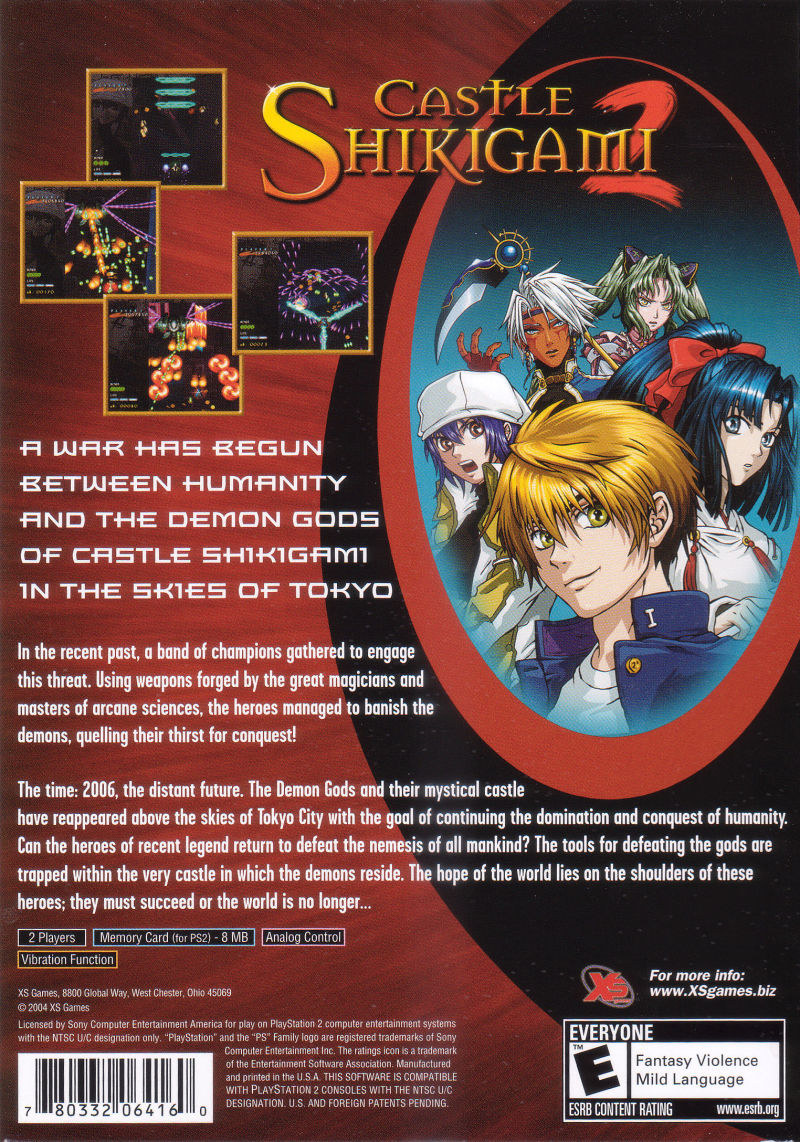 CASTLE
SHIKIGAMI 2
A WAR HAS BEGUN
BETWEEN HUMANITY
AND THE DEMON GODS
OF CASTLE SHIKIGAMI
IN THE SKIES OF TOKYO
In the recent past, a band of champions gathered to engage
this threat. Using weapons forged by the great magicians and
masters of arcane sciences, the heroes managed to banish the
demons, quelling their thirst for conquest!
The time: 2006, the distant future. The Demon Gods and their mystical castle
have reappeared above the skies of Tokyo City with the goal of continuing the domination and conquest of humanity.
Can the heroes of recent legend return to defeat the nemesis of all mankind? The tools for defeating the gods are
trapped within the very castle in which the demons reside. The hope of the world lies on the shoulders of these
heroes; they must succeed or the world is no longer...
2 Players
Memory Card (for PS2) - 8 MB
Analog Control
Vibration Function
XS Games, 8800 Global Way, West Chester, Ohio 45069
© 2004 XS Games
Licensed by Sony Computer Entertainment America for play on PlayStation 2 computer entertainment systems
with the NTSC U/C designation only. "PlayStation" and the "PS" Family logo are registered trademarks of Sony
Computer Entertainment Inc. The ratings icon is a trademark
of the Entertainment Software Association. Manufactured
and printed in the U.S.A. THIS SOFTWARE IS COMPATIBLE
WITH PLAYSTATION 2 CONSOLES WITH THE NTSC U/C
DESIGNATION. U.S. AND FOREIGN PATENTS PENDING.
7 80332 06416 0
XS games
For more info:
www.XSgames.biz
EVERYONE
E
TM
Fantasy Violence
Mild Language
ESRB CONTENT RATING www.esrb.org
I